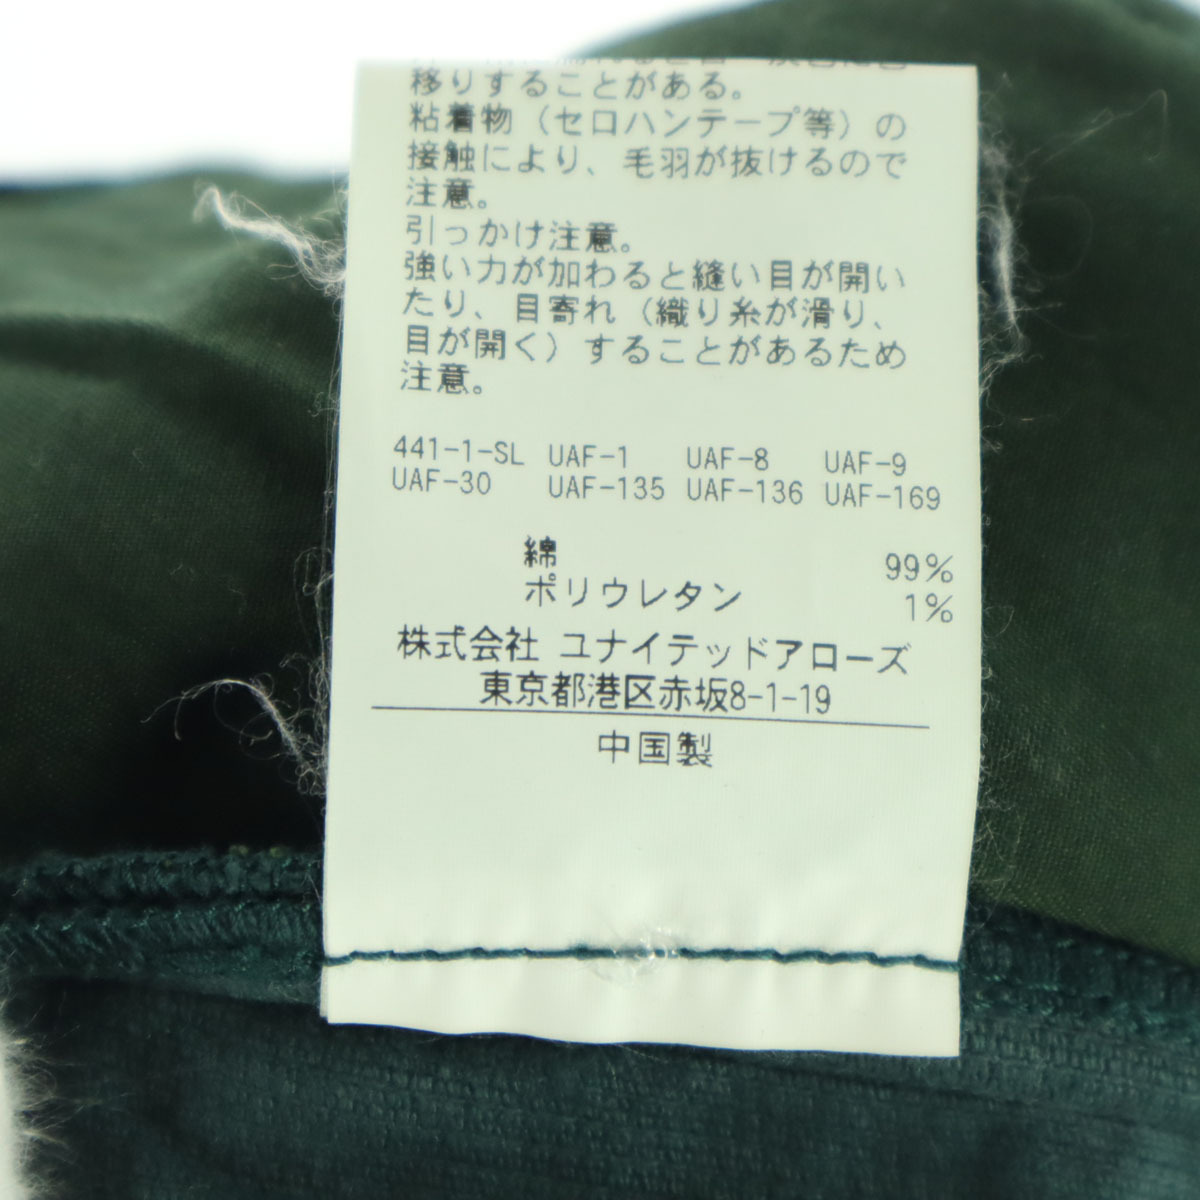 移りすることがある。
粘着物（セロハンテープ等）の
接触により、毛羽が抜けるので
注意。
引っかけ注意。
強い力が加わると縫い目が開い
たり、目寄れ（織り糸が滑り、
目が開く）することがあるため
注意。
441-1-SL UAF-1 UAF-8 UAF-9
UAF-30 UAF-135 UAF-136 UAF-169
綿 99%
ポリウレタン 1%
株式会社 ユナイテッドアローズ
東京都港区赤坂8-1-19
中国製